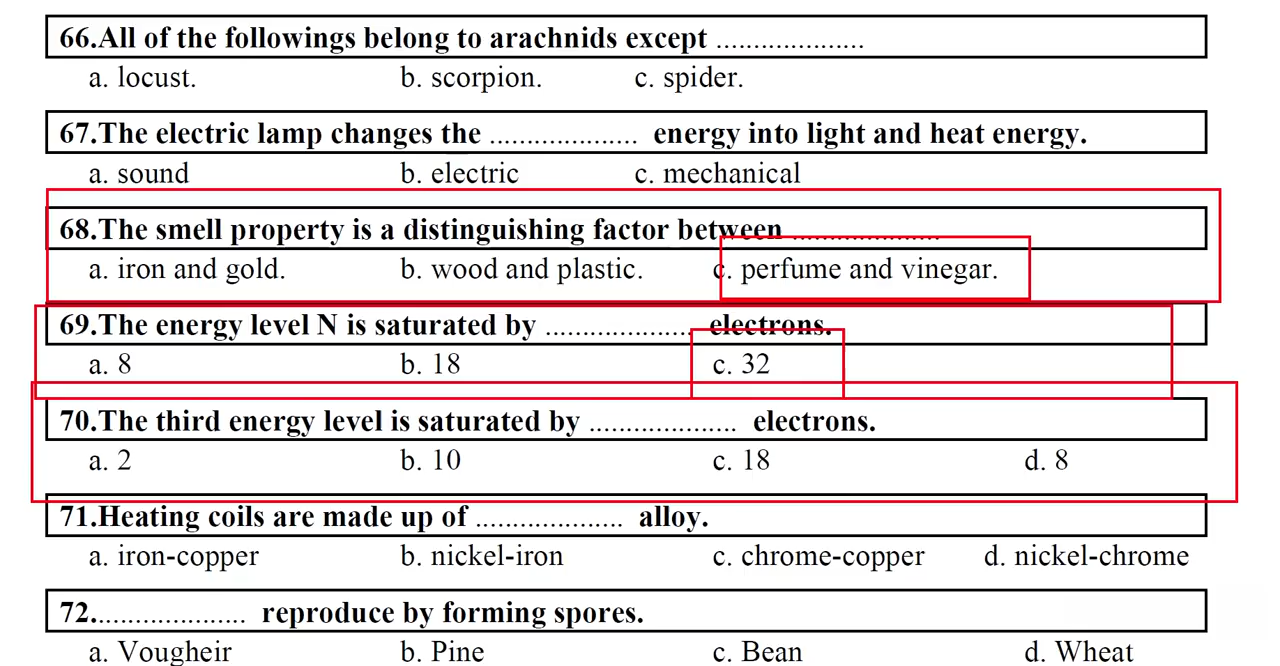 66.All of the followings belong to arachnids except ....................
a. locust. b. scorpion. c. spider.
67.The electric lamp changes the .................... energy into light and heat energy.
a. sound b. electric c. mechanical
68.The smell property is a distinguishing factor between ....................
a. iron and gold. b. wood and plastic. c. perfume and vinegar.
69.The energy level N is saturated by .................... electrons.
a. 8 b. 18 c. 32
70.The third energy level is saturated by .................... electrons.
a. 2 b. 10 c. 18 d. 8
71.Heating coils are made up of .................... alloy.
a. iron-copper b. nickel-iron c. chrome-copper d. nickel-chrome
72..................... reproduce by forming spores.
a. Vougheir b. Pine c. Bean d. Wheat